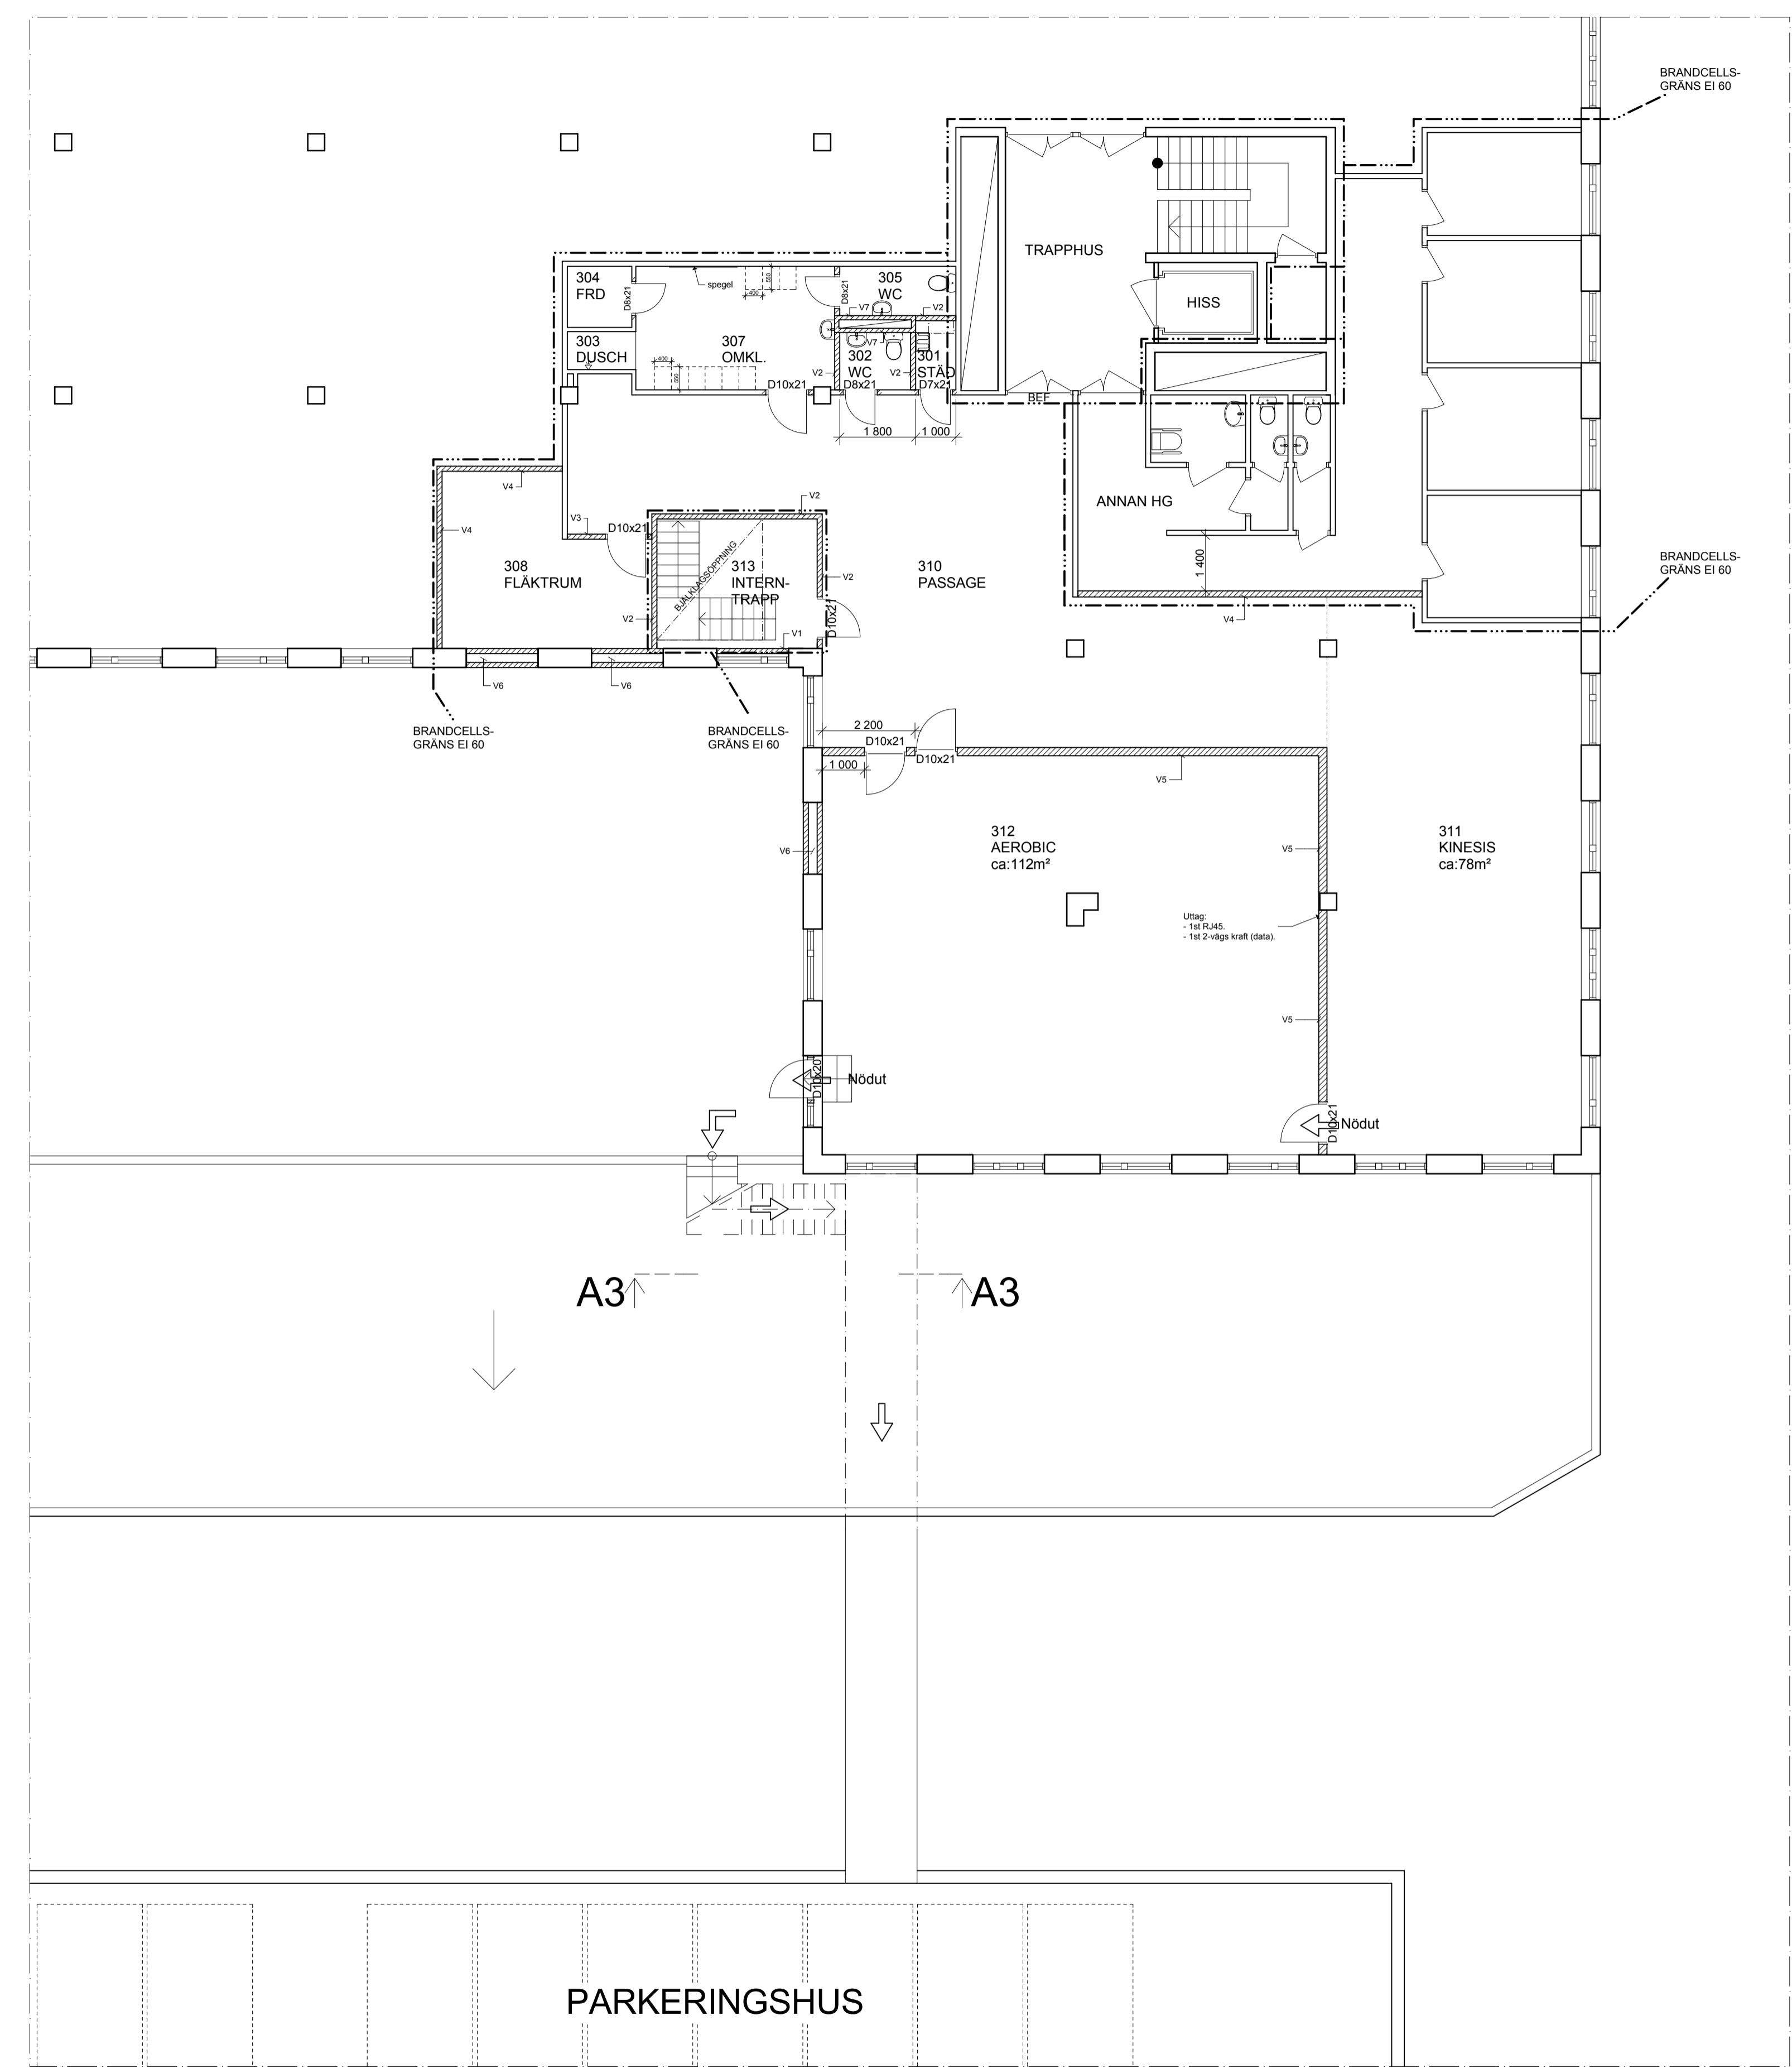 BRANDCELLS-
GRÄNS EI 60
TRAPPHUS
HISS
BEF
304
FRD
D8x21
spegel
400
550
D8x21
305
WC
V7
V2
303
DUSCH
307
OMKL.
400
550
V2
D10x21
302
WC
V7
V2
D8x21
301
STÄD
D7x21
1 800
1 000
ANNAN HG
1 400
V4
BRANDCELLS-
GRÄNS EI 60
V4
V4
V3
D10x21
V2
308
FLÄKTRUM
V2
BJÄLKLAGSÖPPNING
313
INTERN-
TRAPP
V2
D10x21
V1
310
PASSAGE
V6
V6
BRANDCELLS-
GRÄNS EI 60
BRANDCELLS-
GRÄNS EI 60
2 200
D10x21
D10x21
1 000
V5
312
AEROBIC
ca:112m²
V5
311
KINESIS
ca:78m²
V6
Uttag:
- 1st RJ45.
- 1st 2-vägs kraft (data).
V5
D10x20
Nödut
D10x21
Nödut
A3
A3
PARKERINGSHUS